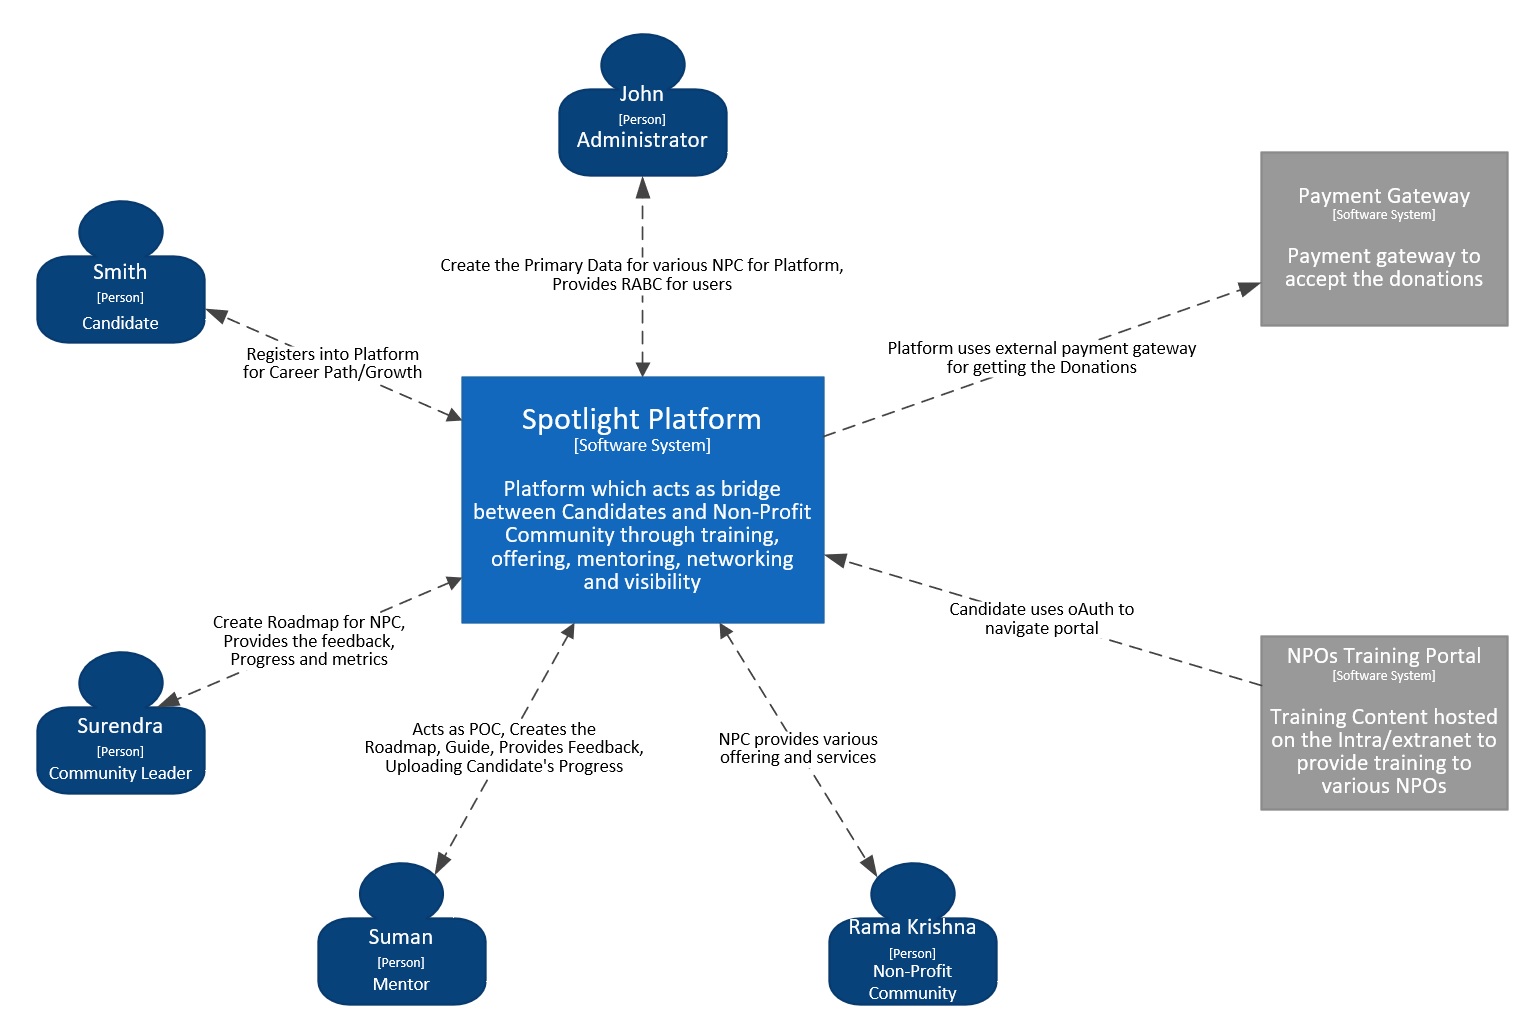 John
[Person]
Administrator
Create the Primary Data for various NPC for Platform,
Provides RABC for users
Smith
[Person]
Candidate
Registers into Platform
for Career Path/Growth
Payment Gateway
[Software System]
Payment gateway to
accept the donations
Platform uses external payment gateway
for getting the Donations
Spotlight Platform
[Software System]
Platform which acts as bridge
between Candidates and Non-Profit
Community through training,
offering, mentoring, networking
and visibility
Candidate uses oAuth to
navigate portal
NPOs Training Portal
[Software System]
Training Content hosted
on the Intra/extranet to
provide training to
various NPOs
Create Roadmap for NPC,
Provides the feedback,
Progress and metrics
Surendra
[Person]
Community Leader
Acts as POC, Creates the
Roadmap, Guide, Provides Feedback,
Uploading Candidate's Progress
NPC provides various
offering and services
Suman
[Person]
Mentor
Rama Krishna
[Person]
Non-Profit
Community